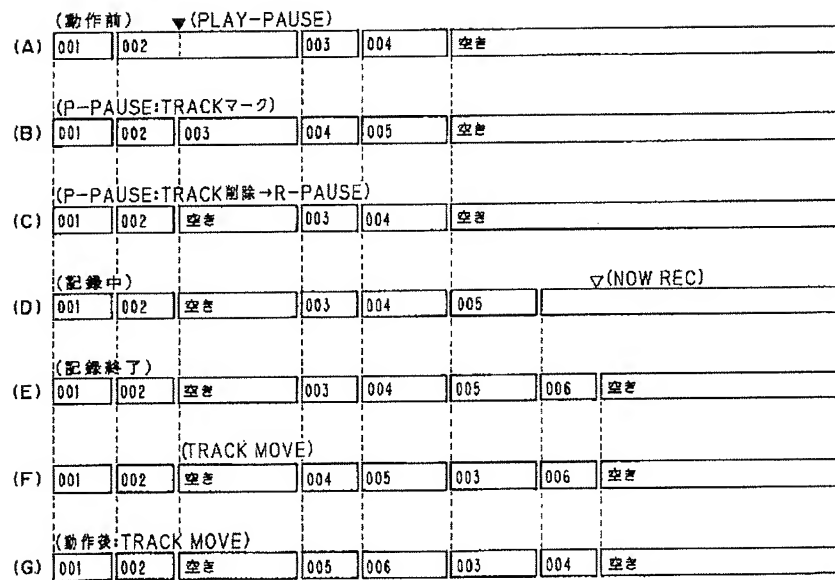 (動作前) ▼(PLAY-PAUSE)
(A) 001 002 003 004 空き
(P-PAUSE:TRACKマーク)
(B) 001 002 003 004 005 空き
(P-PAUSE:TRACK削除→R-PAUSE)
(C) 001 002 空き 003 004 空き
(記録中) ▽(NOW REC)
(D) 001 002 空き 003 004 005
(記録終了)
(E) 001 002 空き 003 004 005 006 空き
(TRACK MOVE)
(F) 001 002 空き 004 005 003 006 空き
(動作後:TRACK MOVE)
(G) 001 002 空き 005 006 003 004 空き